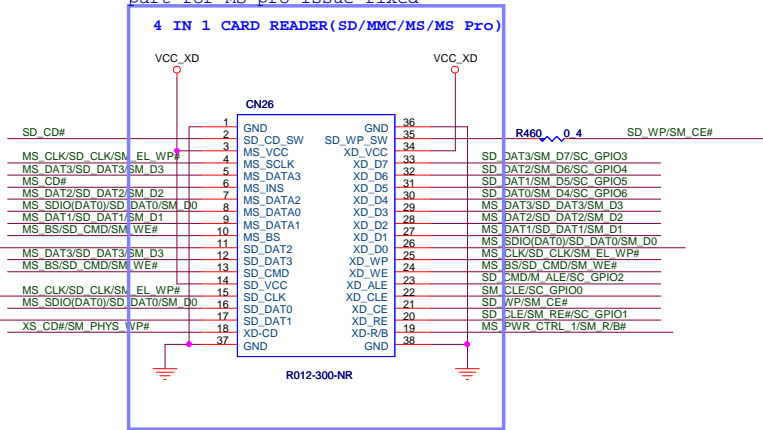 part for MS pro issue fixed
4 IN 1 CARD READER(SD/MMC/MS/MS Pro)
VCC_XD VCC_XD
CN26
1 GND GND 36
SD_CD# 2 SD_CD_SW SD_WP_SW 35 R460 0_4 SD_WP/SM_CE#
3 MS_VCC XD_VCC 34
MS_CLK/SD_CLK/SM_EL_WP# 4 MS_SCLK XD_D7 33 SD_DAT3/SM_D7/SC_GPIO3
MS_DAT3/SD_DAT3/SM_D3 5 MS_DATA3 XD_D6 32 SD_DAT2/SM_D6/SC_GPIO4
MS_CD# 6 MS_INS XD_D5 31 SD_DAT1/SM_D5/SC_GPIO5
MS_DAT2/SD_DAT2/SM_D2 7 MS_DATA2 XD_D4 30 SD_DAT0/SM_D4/SC_GPIO6
MS_SDIO(DAT0)/SD_DAT0/SM_D0 8 MS_DATA0 XD_D3 29 MS_DAT3/SD_DAT3/SM_D3
MS_DAT1/SD_DAT1/SM_D1 9 MS_DATA1 XD_D2 28 MS_DAT2/SD_DAT2/SM_D2
MS_BS/SD_CMD/SM_WE# 10 MS_BS XD_D1 27 MS_DAT1/SD_DAT1/SM_D1
11 SD_DAT2 XD_D0 26 MS_SDIO(DAT0)/SD_DAT0/SM_D0
MS_DAT3/SD_DAT3/SM_D3 12 SD_DAT3 XD_WP 25 MS_CLK/SD_CLK/SM_EL_WP#
MS_BS/SD_CMD/SM_WE# 13 SD_CMD XD_WE 24 MS_BS/SD_CMD/SM_WE#
14 SD_VCC XD_ALE 23 SD_CMD/M_ALE/SC_GPIO2
MS_CLK/SD_CLK/SM_EL_WP# 15 SD_CLK XD_CLE 22 SM_CLE/SC_GPIO0
MS_SDIO(DAT0)/SD_DAT0/SM_D0 16 SD_DAT0 XD_CE 21 SD_WP/SM_CE#
17 SD_DAT1 XD_RE 20 SD_CLE/SM_RE#/SC_GPIO1
XS_CD#/SM_PHYS_WP# 18 XD-CD XD-R/B 19 MS_PWR_CTRL_1/SM_R/B#
37 GND GND 38
R012-300-NR